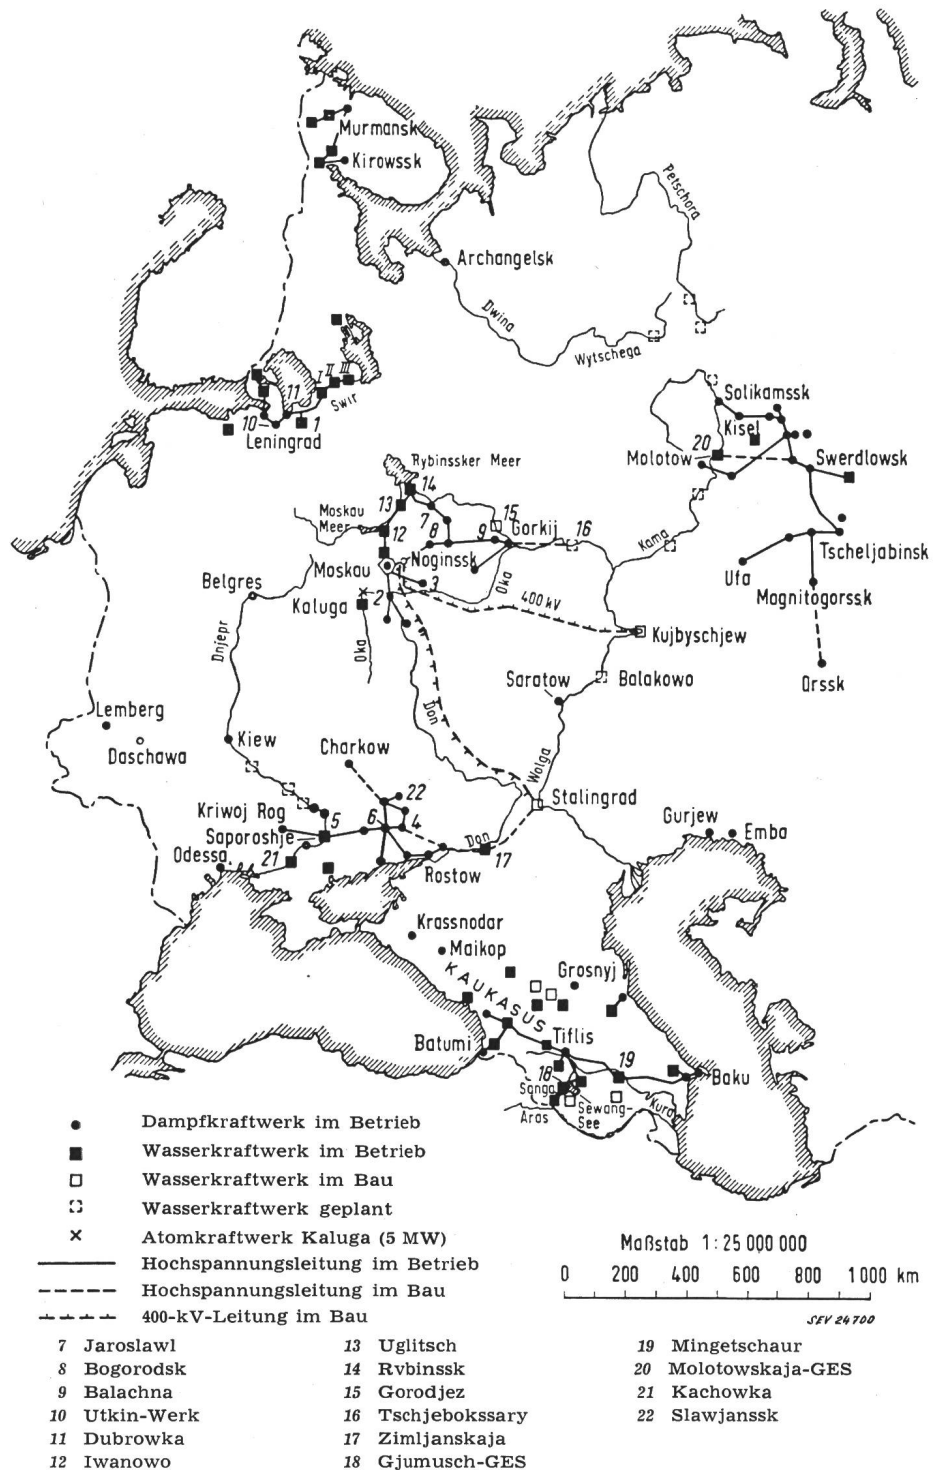 Murmansk
Kirowssk
Petschora
Archangelsk
Dwina
Wytschega
I II III
11
Swir
10
1
Leningrad
Solikamssk
Kisel
20
Molotow
Swerdlowsk
Rybinssker Meer
14
13
Moskau Meer
15
7
Gorkij
12
8
9
16
Kama
Tscheljabinsk
Noginssk
Moskau
3
Oka
Ufa
Belgres
Kaluga
2
400 kV
Magnitogorssk
Dnjepr
Oka
Kujbyschjew
Saratow
Balakowo
Orssk
Lemberg
Don
Kiew
Daschawa
Charkow
Wolga
22
Stalingrad
Kriwoj Rog
5
6
4
Gurjew
Saporoshje
Don
Emba
Odessa
21
17
Rostow
Krassnodar
Maikop
KAUKASUS
Grosnyj
Batumi
Tiflis
19
18
Baku
Sanga
Aras
Sewang-See
Kura
Dampfkraftwerk im Betrieb
Wasserkraftwerk im Betrieb
Wasserkraftwerk im Bau
Wasserkraftwerk geplant
Atomkraftwerk Kaluga (5 MW)
Hochspannungsleitung im Betrieb
Hochspannungsleitung im Bau
400-kV-Leitung im Bau
Maßstab 1:25 000 000
0 200 400 600 800 1000 km
SEV 24700
7 Jaroslawl
8 Bogorodsk
9 Balachna
10 Utkin-Werk
11 Dubrowka
12 Iwanowo
13 Uglitsch
14 Rvbinssk
15 Gorodjez
16 Tschjebokssary
17 Zimljanskaja
18 Gjumusch-GES
19 Mingetschaur
20 Molotowskaja-GES
21 Kachowka
22 Slawjanssk